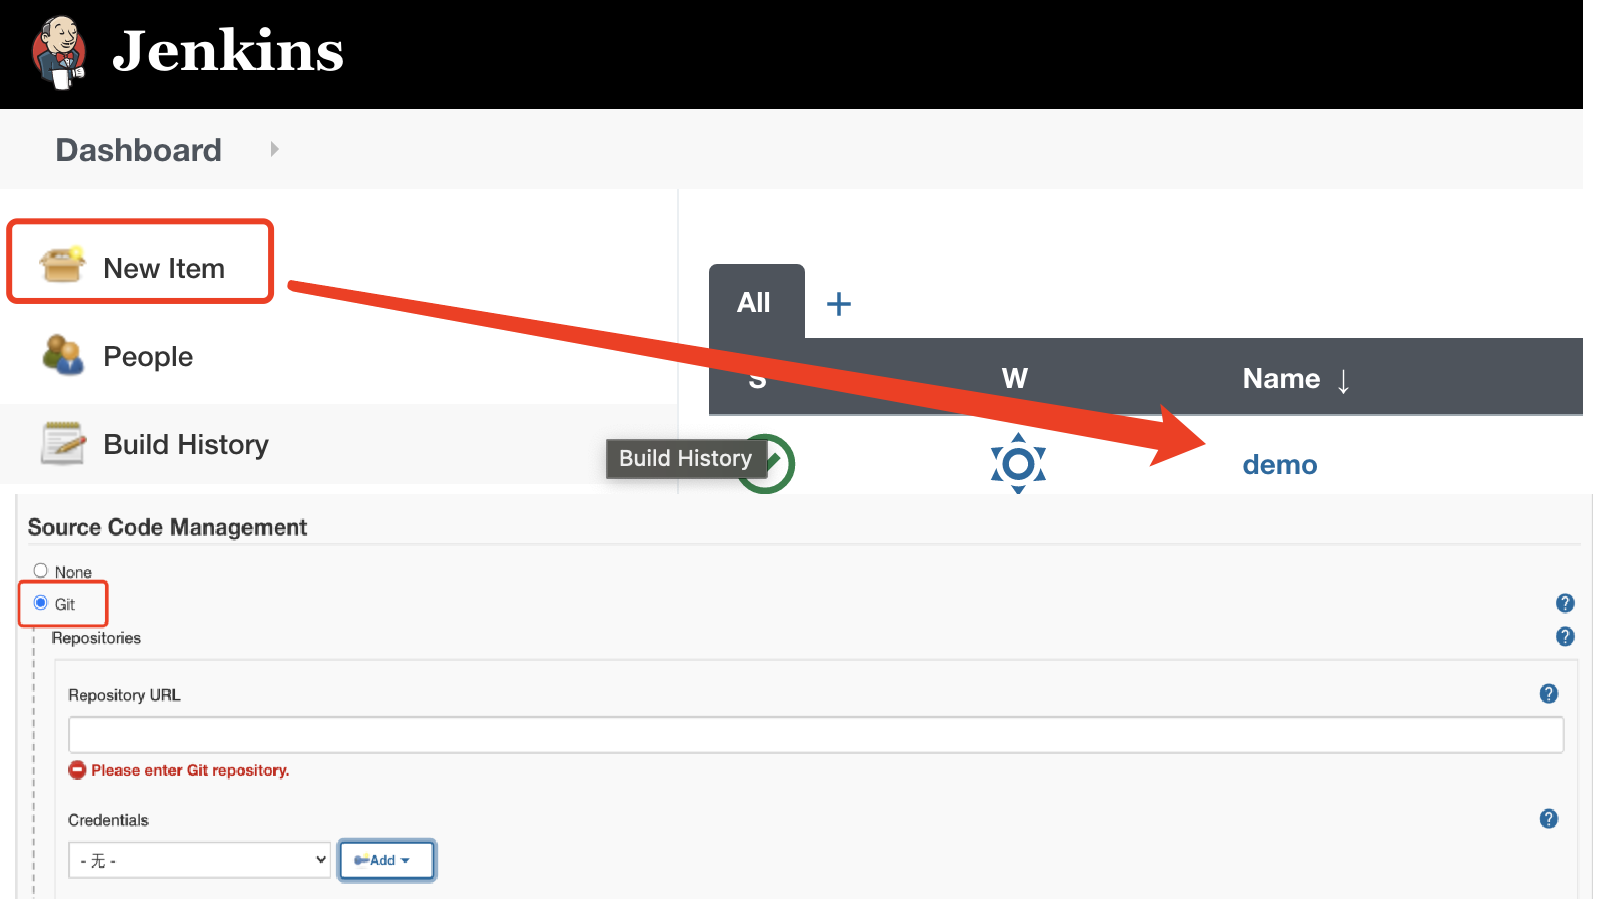 Jenkins
Dashboard
New Item
People
Build History
All +
S W Name ↓
Build History
demo
Source Code Management
None
Git
Repositories
Repository URL
Please enter Git repository.
Credentials
- 无 -
Add